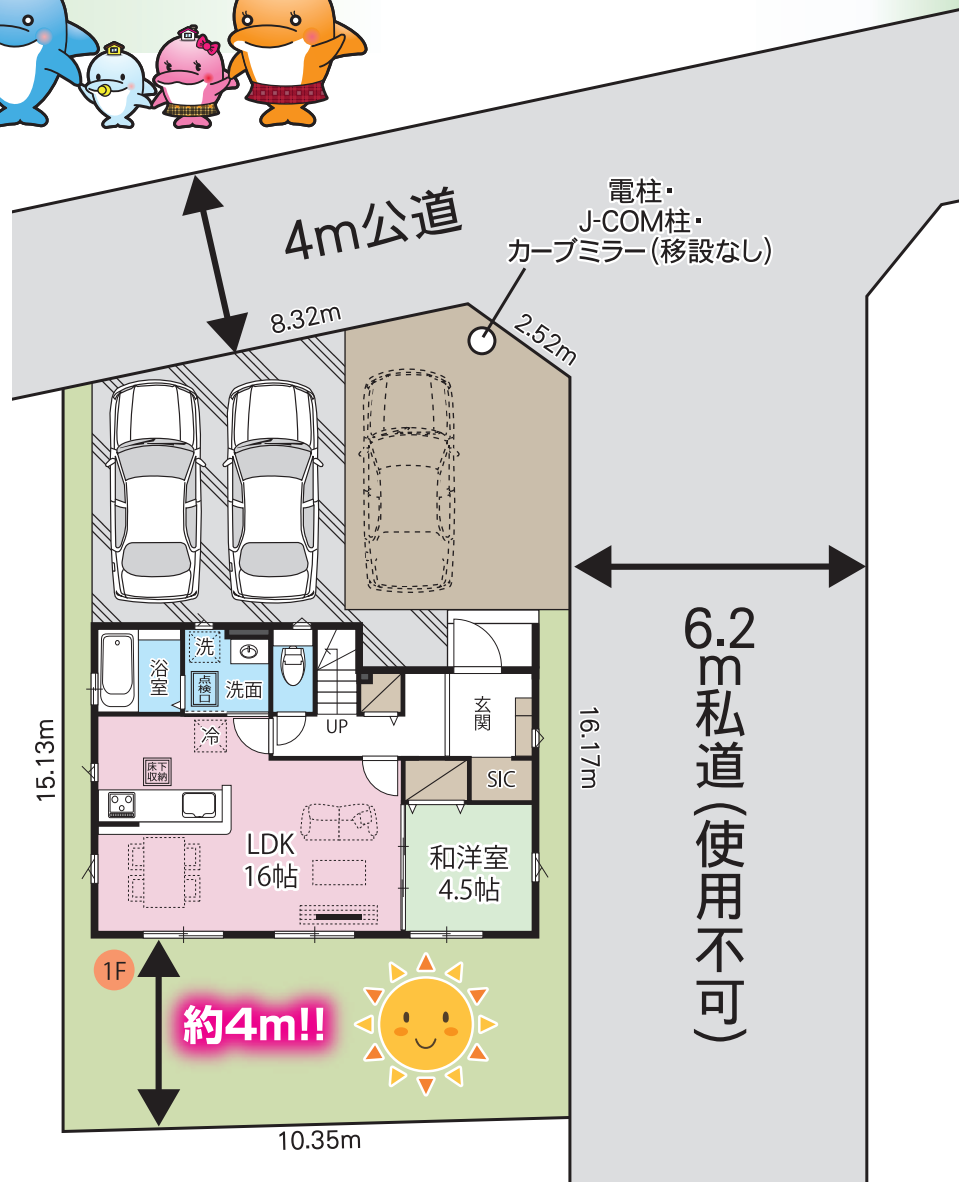 4m公道
電柱・
J-COM柱・
カーブミラー(移設なし)
8.32m
2.52m
6.2m私道(使用不可)
15.13m
16.17m
浴室
洗
点検口
洗面
UP
玄関
冷
床下
収納
SIC
LDK
16帖
和洋室
4.5帖
1F
約4m!!
10.35m